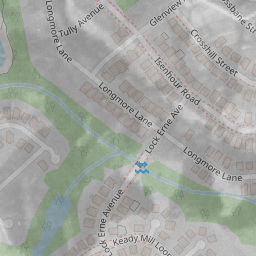 Tully Avenue
Longmore Lane
Glenview
Isenhour Road
Crosshill Street
Longmore Lane
Lock Erne Ave
Longmore Lane
Lock Erne Avenue
Keady Mill Loop